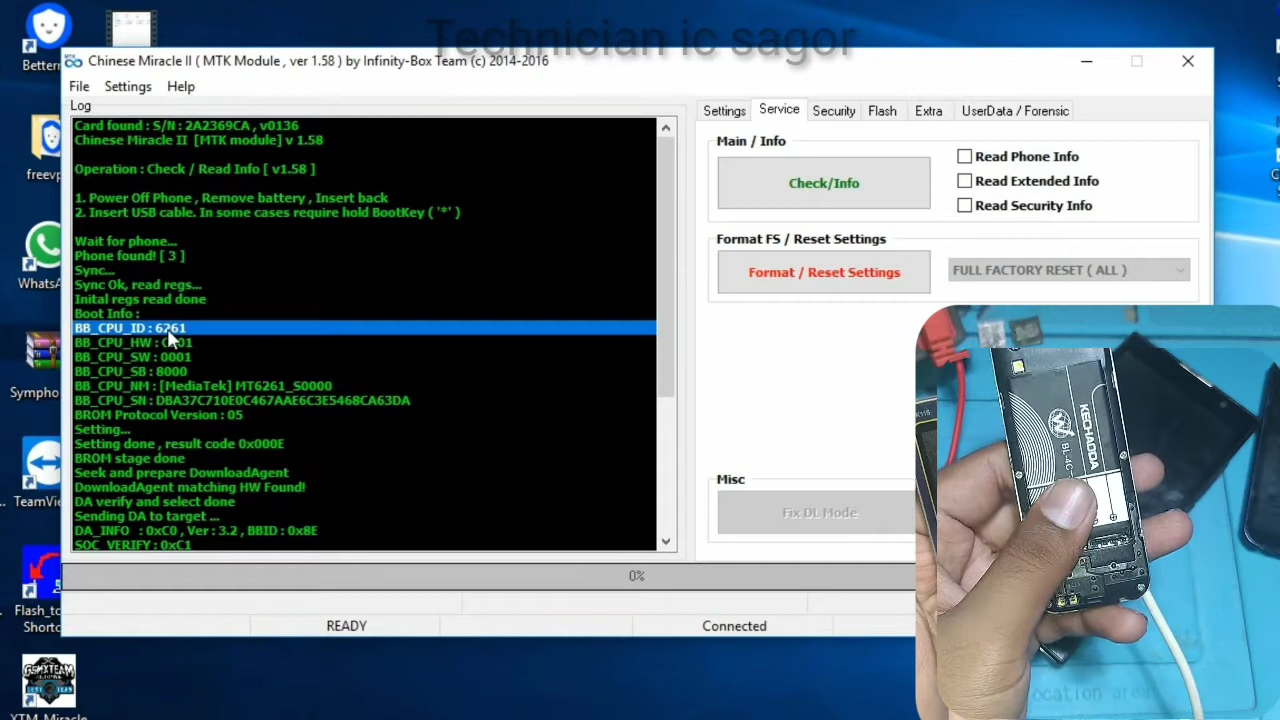 Technician ic sagor
Better
freevp
WhatsA
Sympho
TeamVie
Flash_to
Shortc
GSMXTEAM
XTM_Miracle
Chinese Miracle II ( MTK Module , ver 1.58 ) by Infinity-Box Team (c) 2014-2016
File Settings Help
Log
Card found : S/N : 2A2369CA , v0136
Chinese Miracle II [MTK module] v 1.58
Operation : Check / Read Info [ v1.58 ]
1. Power Off Phone , Remove battery , Insert back
2. Insert USB cable. In some cases require hold BootKey ( '*' )
Wait for phone...
Phone found! [ 3 ]
Sync...
Sync Ok, read regs...
Inital regs read done
Boot Info :
BB_CPU_ID : 6261
BB_CPU_HW : C 01
BB_CPU_SW : 0001
BB_CPU_SB : 8000
BB_CPU_NM : [MediaTek] MT6261_S0000
BB_CPU_SN : DBA37C710E0C467AAE6C3E5468CA63DA
BROM Protocol Version : 05
Setting...
Setting done , result code 0x000E
BROM stage done
Seek and prepare DownloadAgent
DownloadAgent matching HW Found!
DA verify and select done
Sending DA to target ...
DA_INFO : 0xC0 , Ver : 3.2 , BBID : 0x8E
SOC_VERIFY : 0xC1
0%
READY
Connected
Settings Service Security Flash Extra UserData / Forensic
Main / Info
Check/Info
Read Phone Info
Read Extended Info
Read Security Info
Format FS / Reset Settings
Format / Reset Settings
FULL FACTORY RESET ( ALL )
Misc
Fix DL Mode
KECHAODA
BL-4C
ocation area